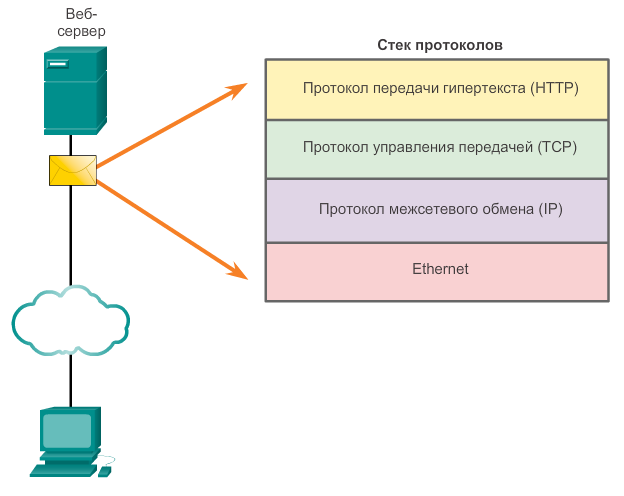 Веб-
сервер
Стек протоколов
Протокол передачи гипертекста (HTTP)
Протокол управления передачей (TCP)
Протокол межсетевого обмена (IP)
Ethernet